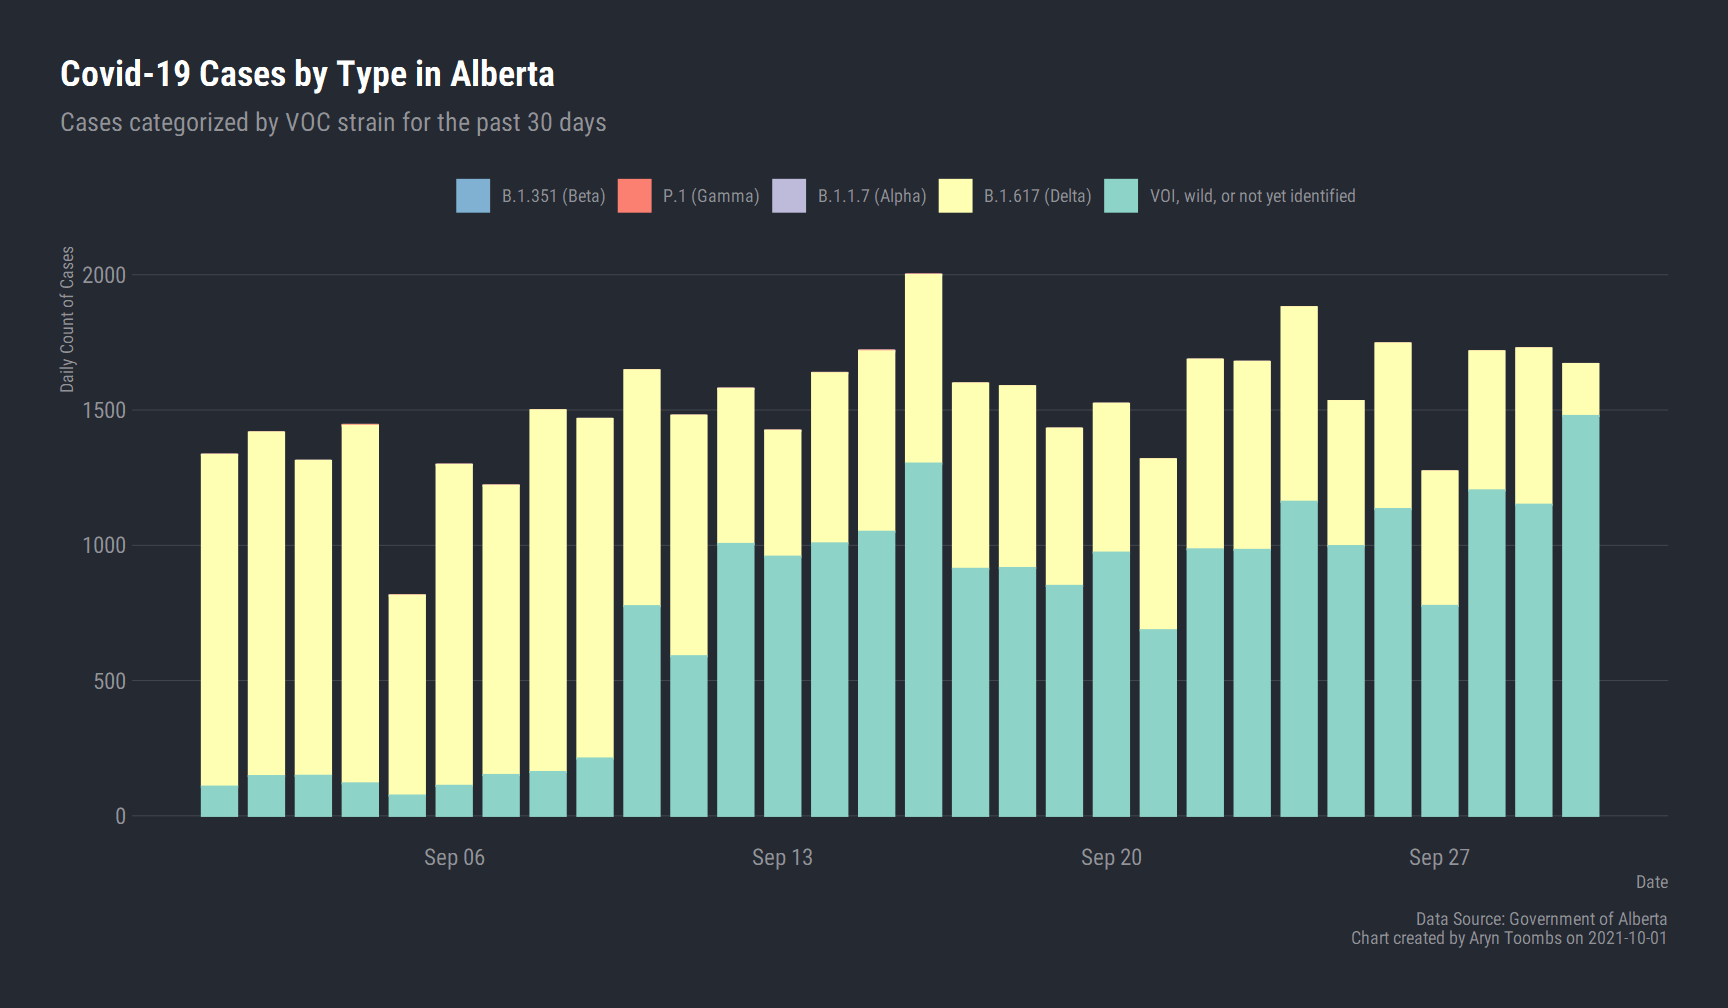 Covid-19 Cases by Type in Alberta
Cases categorized by VOC strain for the past 30 days
B.1.351 (Beta) P.1 (Gamma) B.1.1.7 (Alpha) B.1.617 (Delta) VOI, wild, or not yet identified
Daily Count of Cases
2000
1500
1000
500
0
Sep 06 Sep 13 Sep 20 Sep 27
Date
Data Source: Government of Alberta
Chart created by Aryn Toombs on 2021-10-01